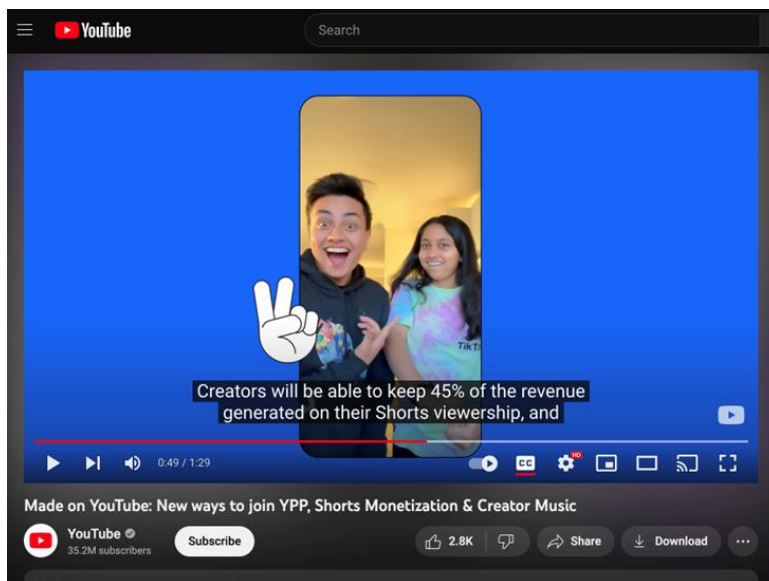 YouTube
Search
TikT
Creators will be able to keep 45% of the revenue
generated on their Shorts viewership, and
0:49 / 1:29
CC
HD
Made on YouTube: New ways to join YPP, Shorts Monetization & Creator Music
YouTube
35.2M subscribers
Subscribe
2.8K
Share
Download